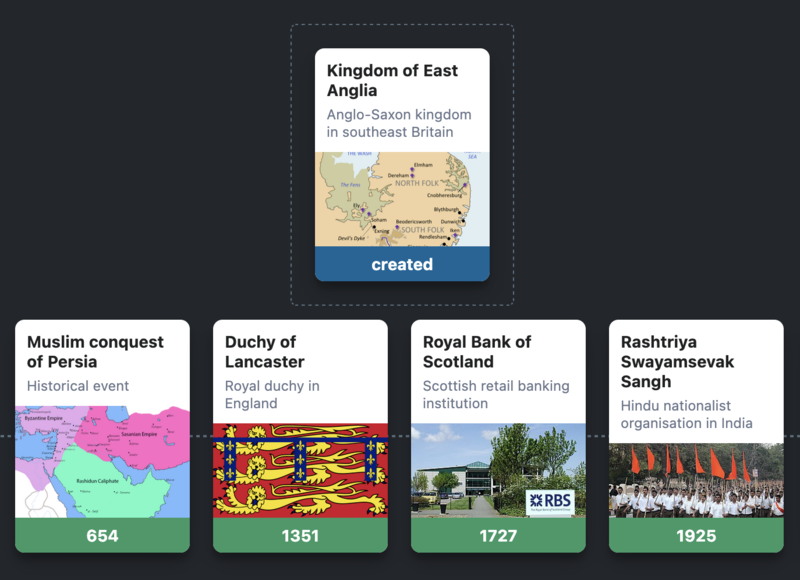 Kingdom of East
Anglia
Anglo-Saxon kingdom
in southeast Britain
THE WASH
SEA
Elmham
Dereham
NORTH FOLK
The Fens
Cnobheresburg
Ely
Blythburgh
Soham
Beodericsworth
Dunwich
Exning
SOUTH FOLK
Iken
Devil's Dyke
Rendlesham
created
Muslim conquest
of Persia
Historical event
Byzantine Empire
Sasanian Empire
Rashidun Caliphate
654
Duchy of
Lancaster
Royal duchy in
England
1351
Royal Bank of
Scotland
Scottish retail banking
institution
RBS
1727
Rashtriya
Swayamsevak
Sangh
Hindu nationalist
organisation in India
1925